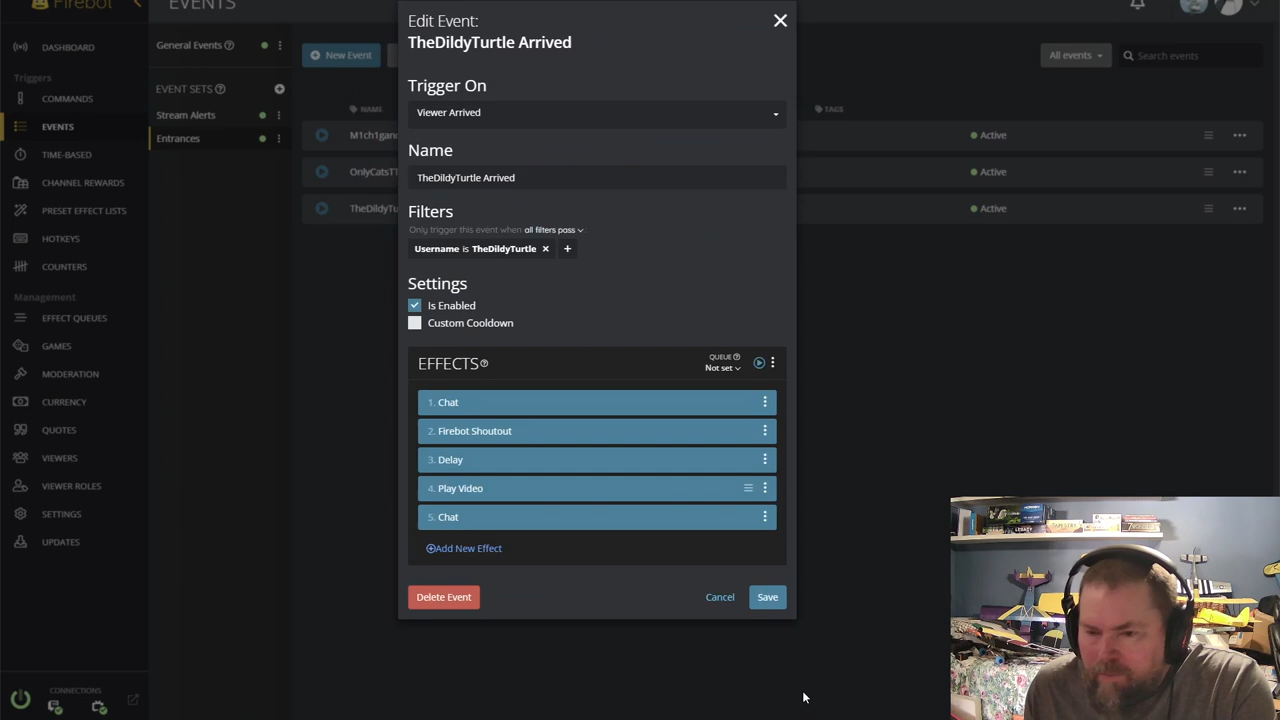 Firebot
EVENTS
DASHBOARD
Triggers
COMMANDS
EVENTS
TIME-BASED
CHANNEL REWARDS
PRESET EFFECT LISTS
HOTKEYS
COUNTERS
Management
EFFECT QUEUES
GAMES
MODERATION
CURRENCY
QUOTES
VIEWERS
VIEWER ROLES
SETTINGS
UPDATES
CONNECTIONS
General Events
EVENT SETS
Stream Alerts
Entrances
New Event
All events
Search events
NAME
TAGS
M1ch1gan
Active
OnlyCatsTT
Active
TheDildyTu
Active
Edit Event:
TheDildyTurtle Arrived
Trigger On
Viewer Arrived
Name
TheDildyTurtle Arrived
Filters
Only trigger this event when all filters pass
Username is TheDildyTurtle
Settings
Is Enabled
Custom Cooldown
EFFECTS
QUEUE
Not set
1. Chat
2. Firebot Shoutout
3. Delay
4. Play Video
5. Chat
Add New Effect
Delete Event
Cancel
Save
LEGACY
TAPESTRY